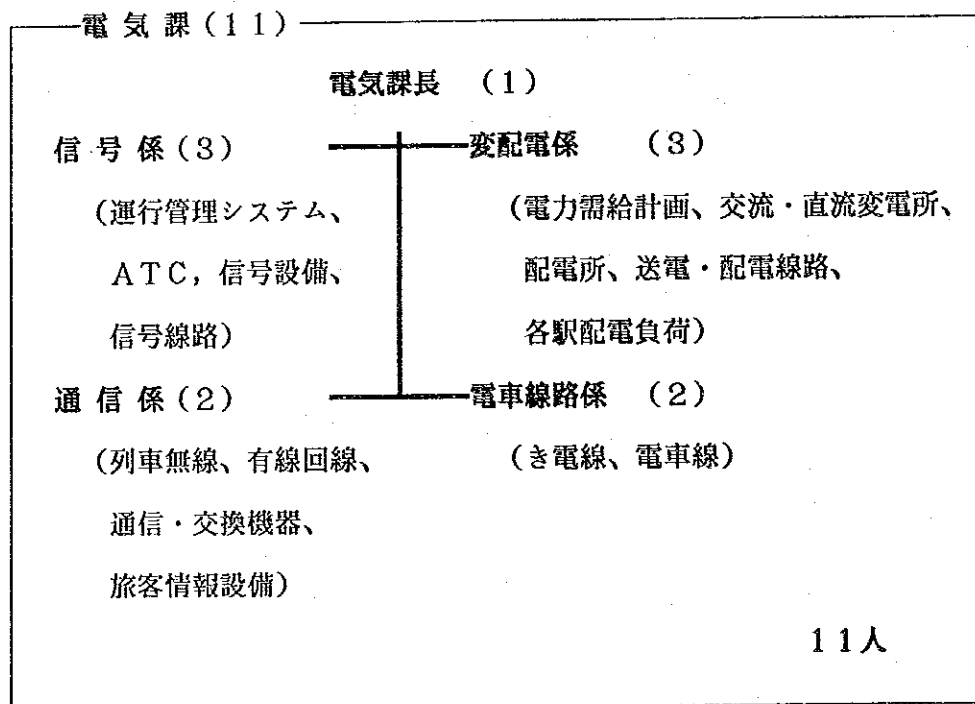 電気課(11)
電気課長 (1)
信号係(3) 変配電係 (3)
(運行管理システム、 (電力需給計画、交流・直流変電所、
ATC,信号設備、 配電所、送電・配電線路、
信号線路) 各駅配電負荷)
通信係(2) 電車線路係 (2)
(列車無線、有線回線、 (き電線、電車線)
通信・交換機器、
旅客情報設備)
11人